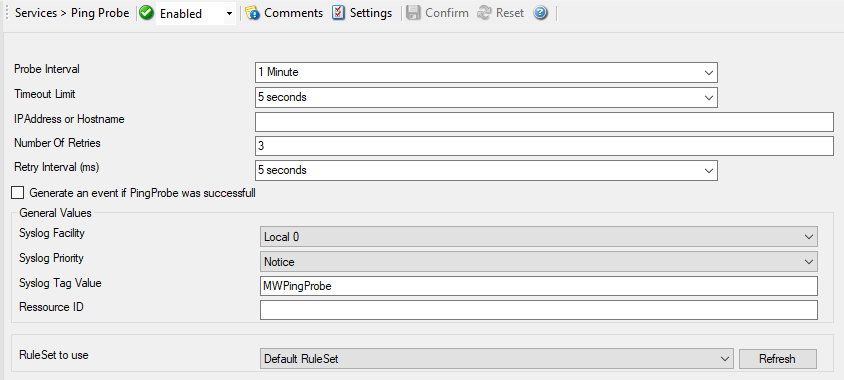 Services > Ping Probe Enabled Comments Settings Confirm Reset ?
Probe Interval 1 Minute
Timeout Limit 5 seconds
IPAddress or Hostname
Number Of Retries 3
Retry Interval (ms) 5 seconds
Generate an event if PingProbe was successfull
General Values
Syslog Facility Local 0
Syslog Priority Notice
Syslog Tag Value MWPingProbe
Ressource ID
RuleSet to use Default RuleSet Refresh